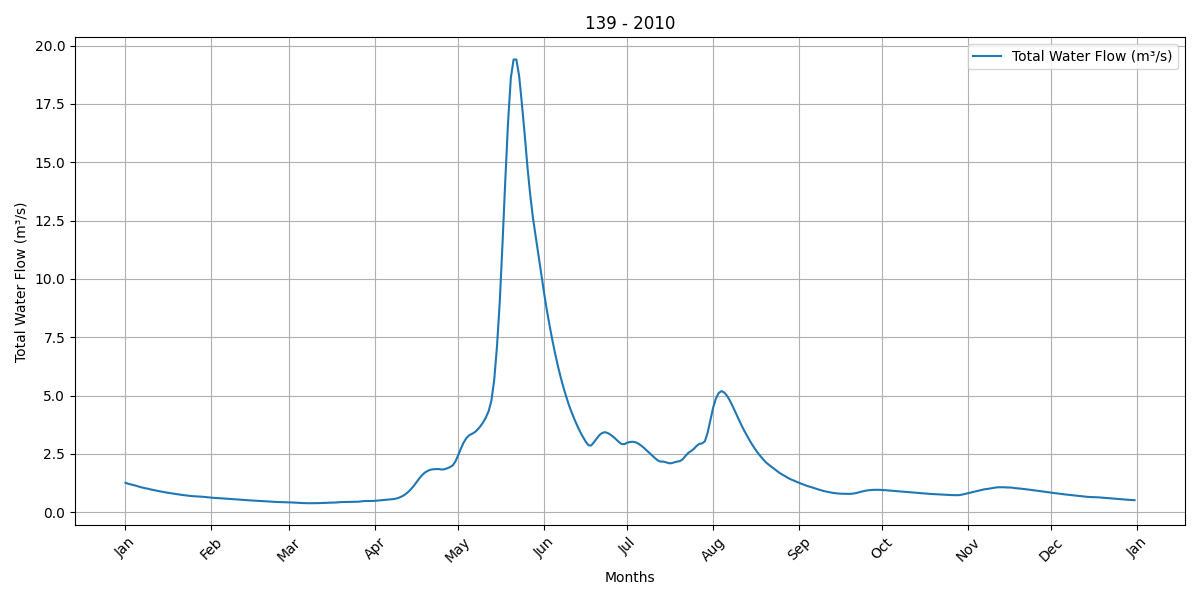 139 - 2010
Total Water Flow (m³/s)
Total Water Flow (m³/s)
20.0
17.5
15.0
12.5
10.0
7.5
5.0
2.5
0.0
Jan
Feb
Mar
Apr
May
Jun
Jul
Aug
Sep
Oct
Nov
Dec
Jan
Months